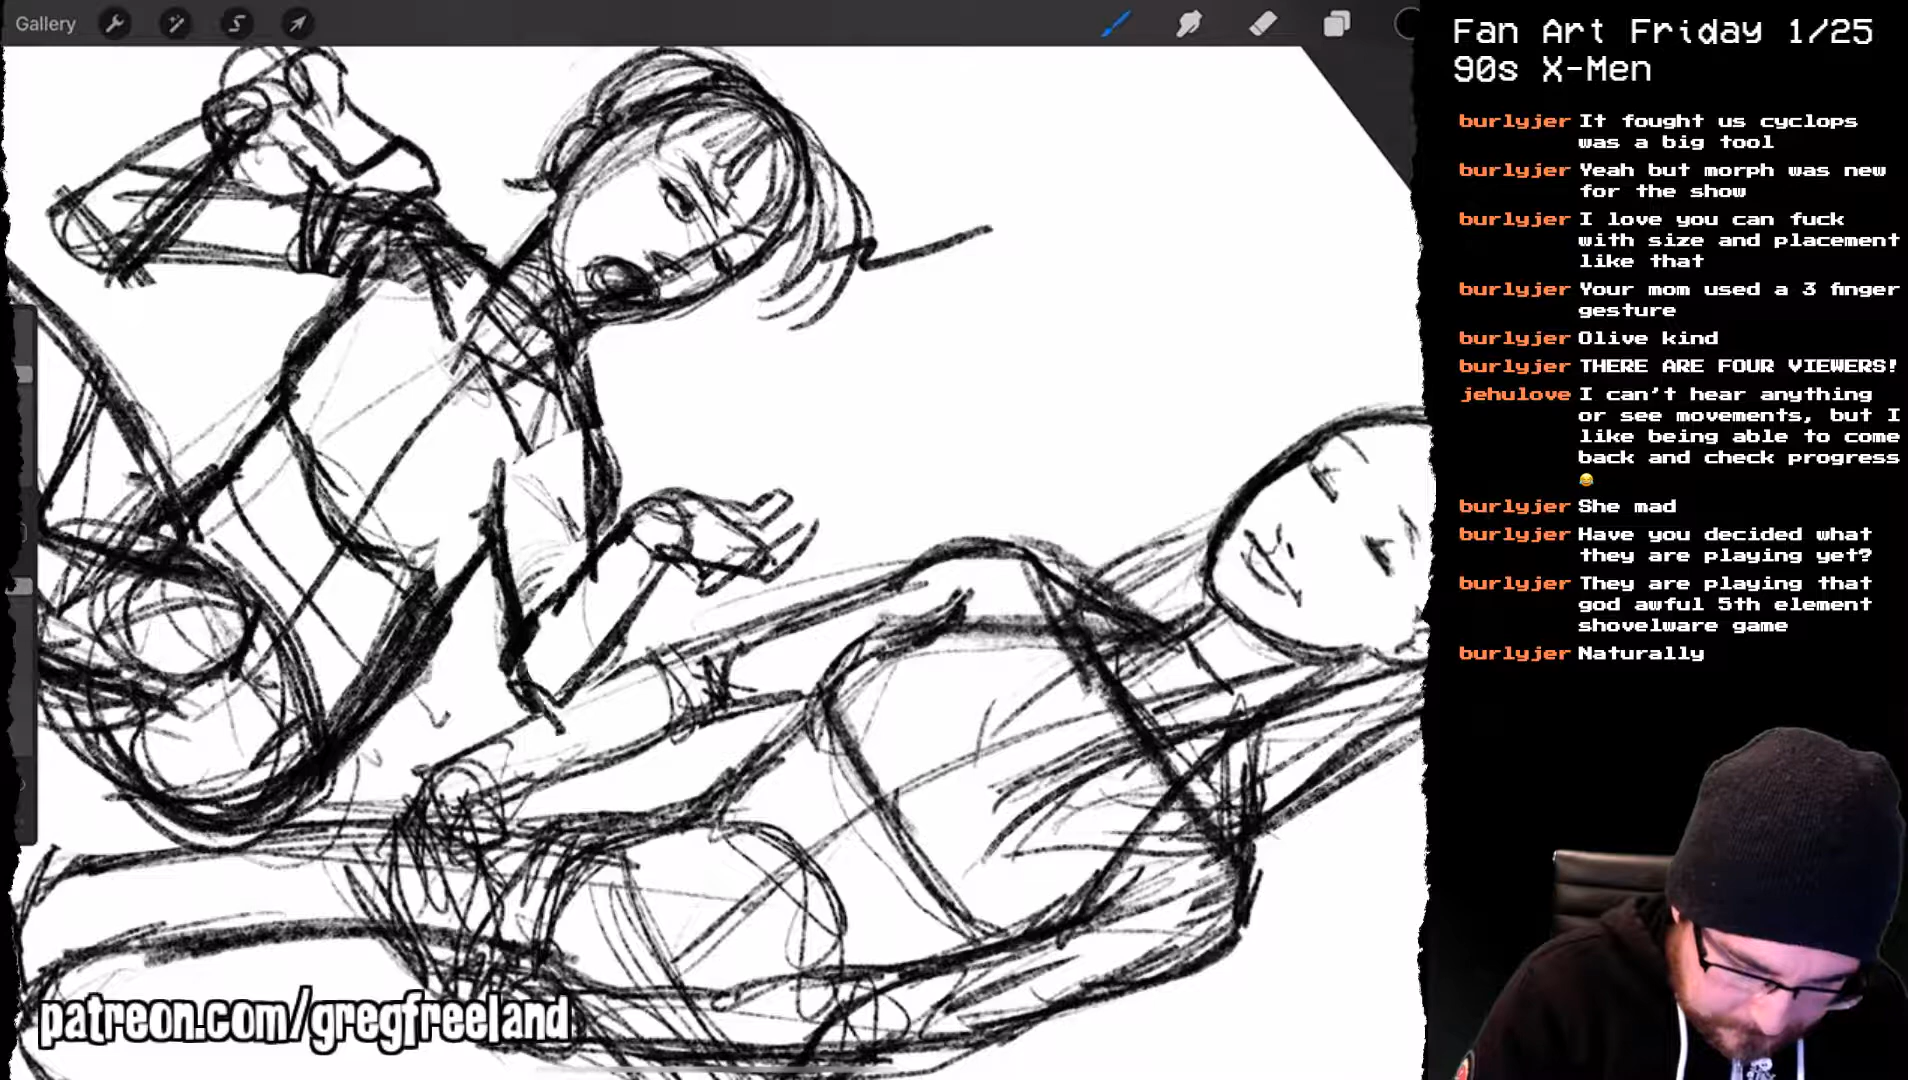 Gallery
Fan Art Friday 1/25
90s X-Men
burlyjer It fought us cyclops
was a big tool
burlyjer Yeah but morph was new
for the show
burlyjer I love you can fuck
with size and placement
like that
burlyjer Your mom used a 3 finger
gesture
burlyjer Olive kind
burlyjer THERE ARE FOUR VIEWERS!
jehulove I can't hear anything
or see movements, but I
like being able to come
back and check progress
😂
burlyjer She mad
burlyjer Have you decided what
they are playing yet?
burlyjer They are playing that
god awful 5th element
shovelware game
burlyjer Naturally
patreon.com/gregfreeland